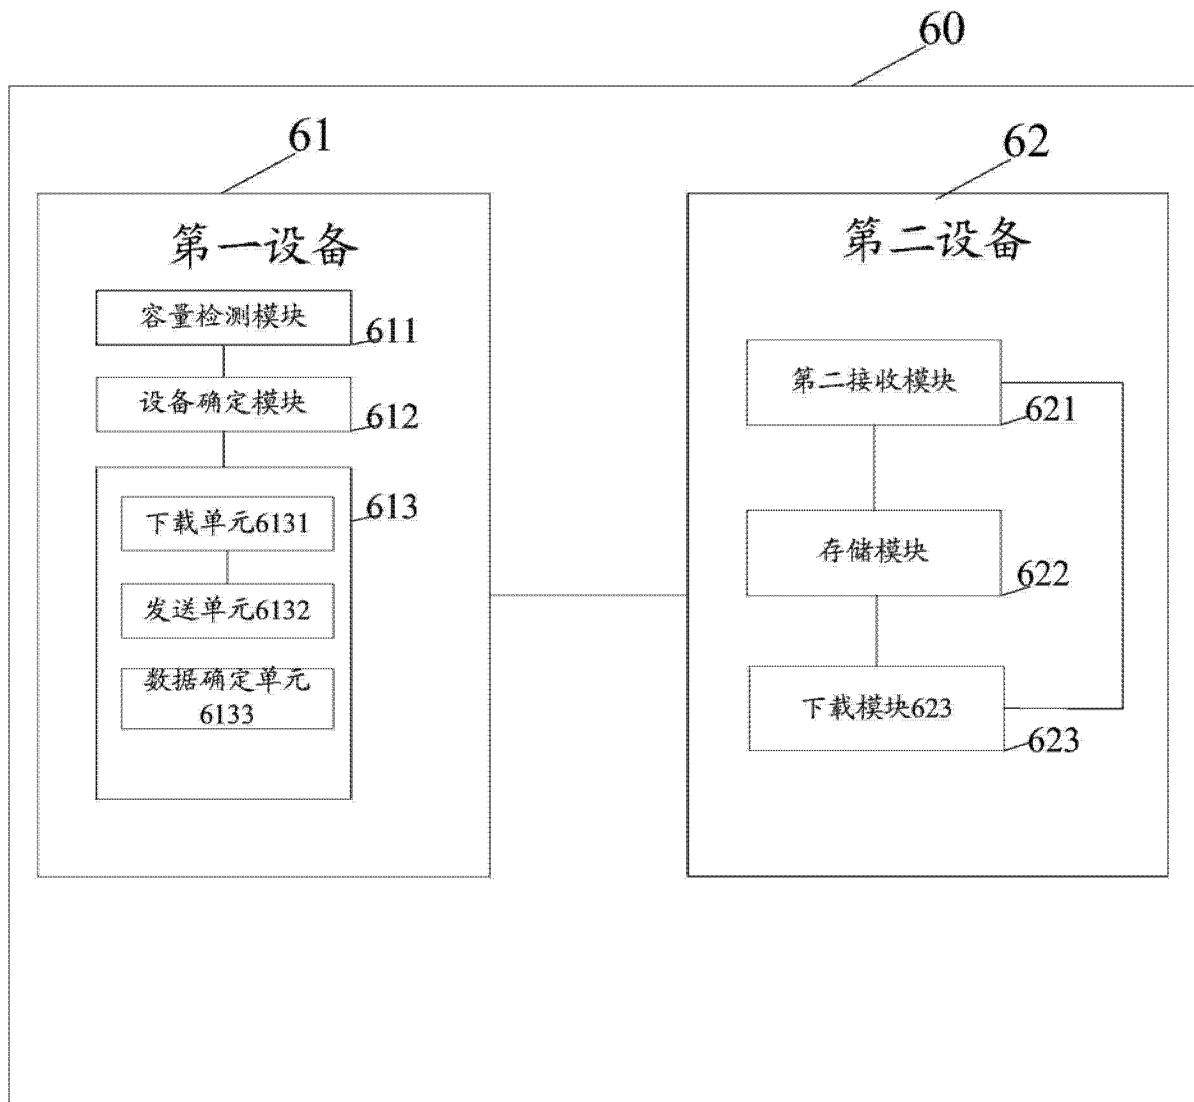 60
61
第一设备
容量检测模块
611
设备确定模块
612
613
下载单元6131
发送单元6132
数据确定单元
6133
62
第二设备
第二接收模块
621
存储模块
622
下载模块623
623